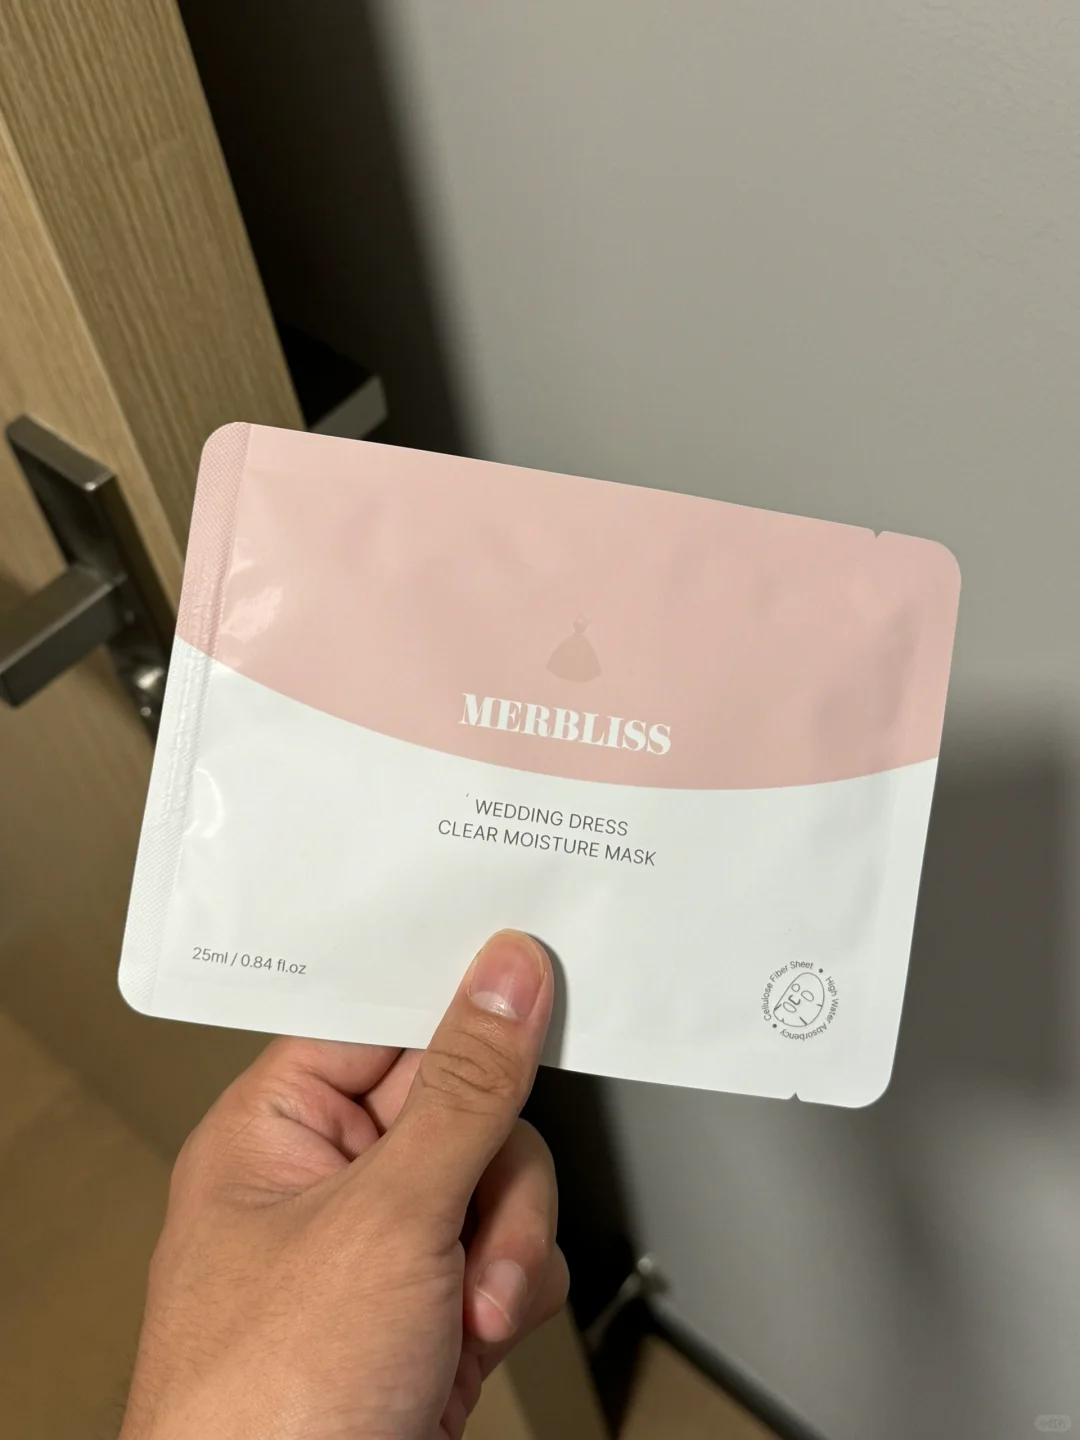 MERBLISS
WEDDING DRESS
CLEAR MOISTURE MASK
25ml / 0.84 fl.oz
Cellulose Fiber Sheet • High Water Absorbency •